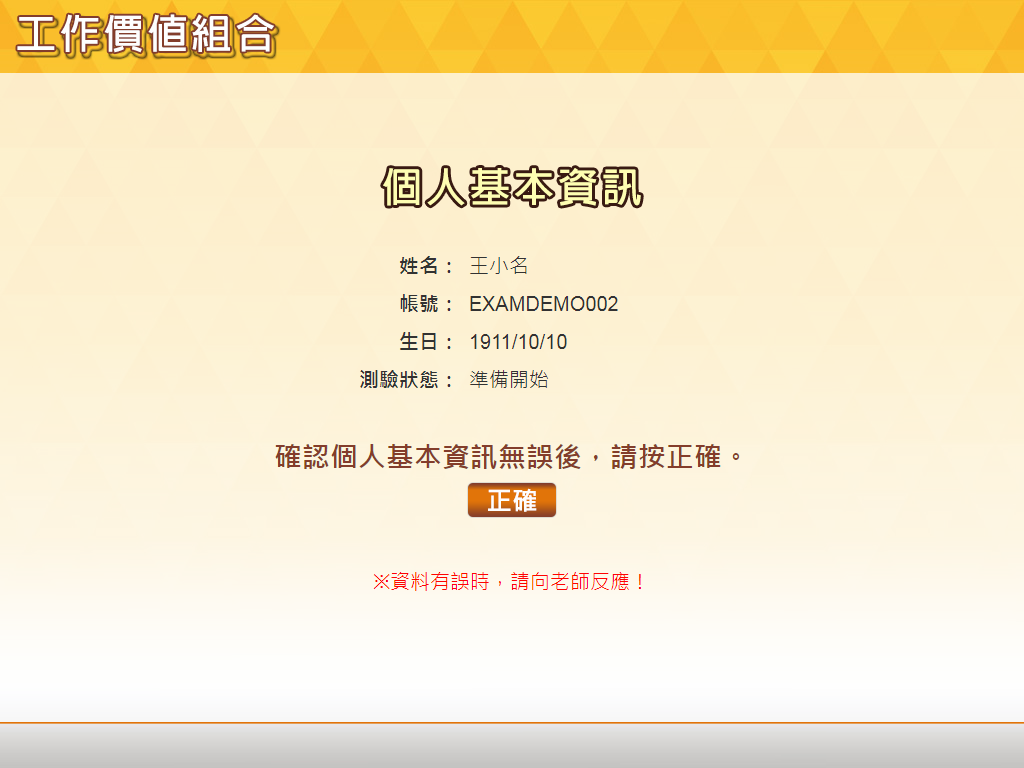 工作價值組合
個人基本資訊
姓名： 王小名
帳號： EXAMDEMO002
生日： 1911/10/10
測驗狀態： 準備開始
確認個人基本資訊無誤後，請按正確。
正確
※資料有誤時，請向老師反應！